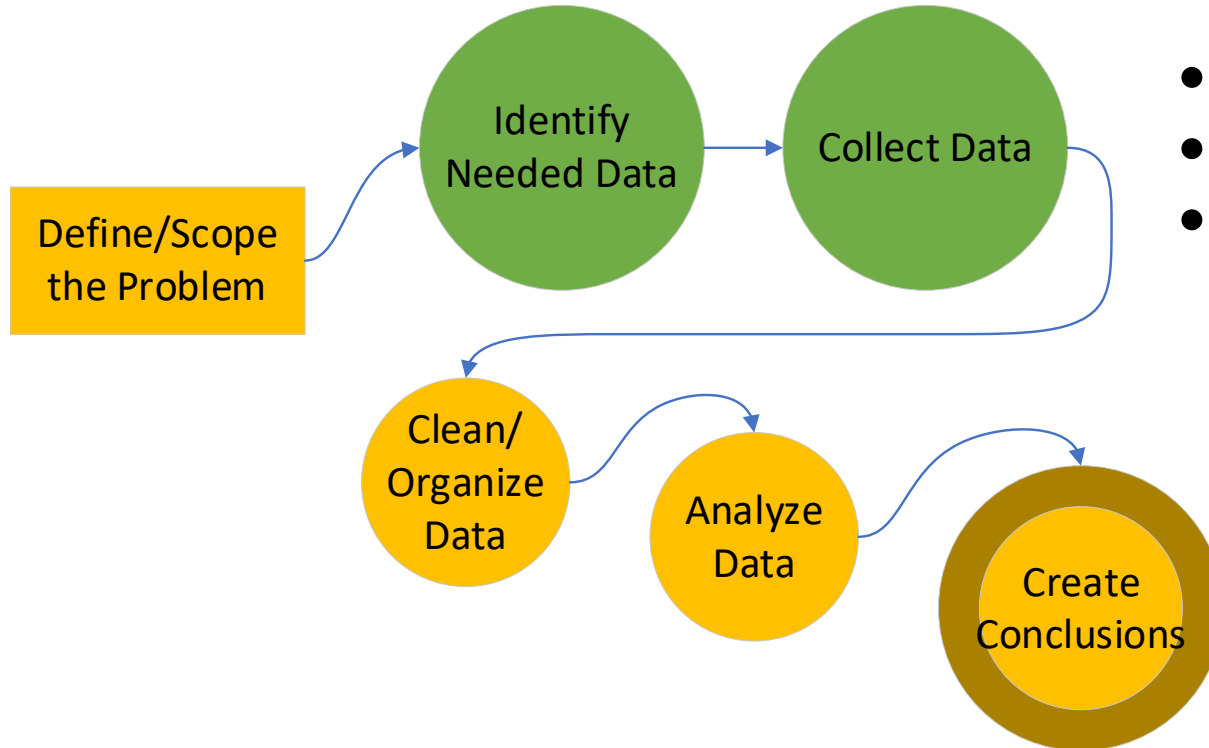 Define/Scope
the Problem
Identify
Needed Data
Collect Data
Clean/
Organize
Data
Analyze
Data
Create
Conclusions